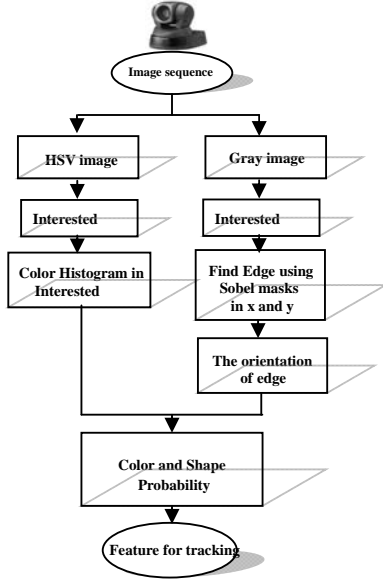 Image sequence
HSV image
Gray image
Interested
Interested
Color Histogram in
Interested
Find Edge using
Sobel masks
in x and y
The orientation
of edge
Color and Shape
Probability
Feature for tracking